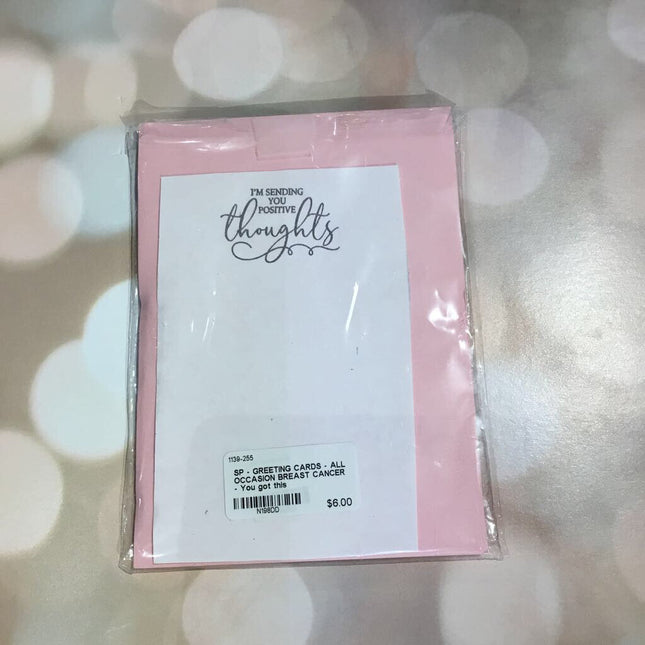 I'M SENDING
YOU
POSITIVE
thoughts
1139-255
SP - GREETING CARDS - ALL
OCCASION BREAST CANCER
- You got this
$6.00
N198DD